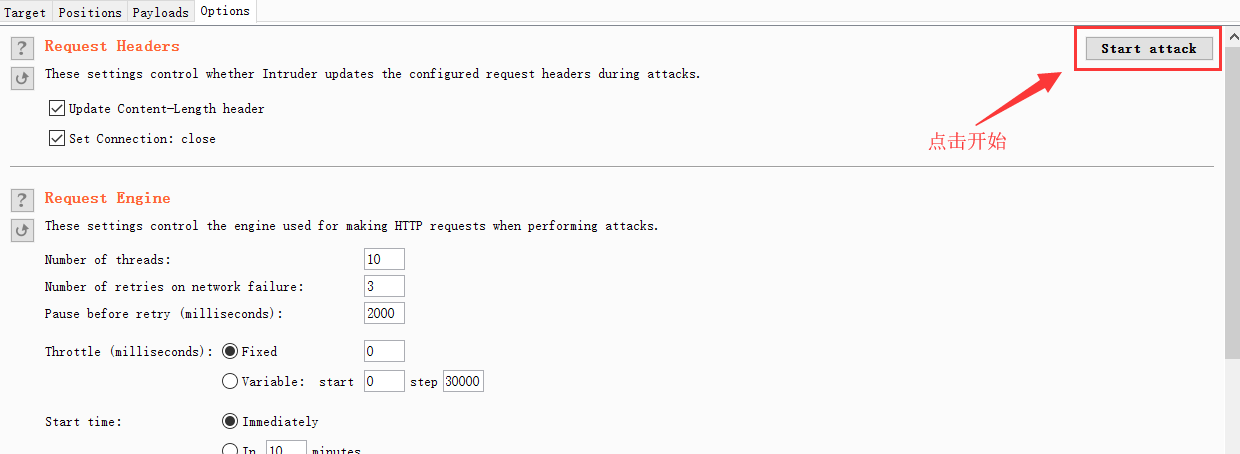 Target Positions Payloads Options
? Request Headers
Start attack
These settings control whether Intruder updates the configured request headers during attacks.
Update Content-Length header
Set Connection: close
点击开始
? Request Engine
These settings control the engine used for making HTTP requests when performing attacks.
Number of threads: 10
Number of retries on network failure: 3
Pause before retry (milliseconds): 2000
Throttle (milliseconds): Fixed 0
Variable: start 0 step 30000
Start time: Immediately
In 10 minutes